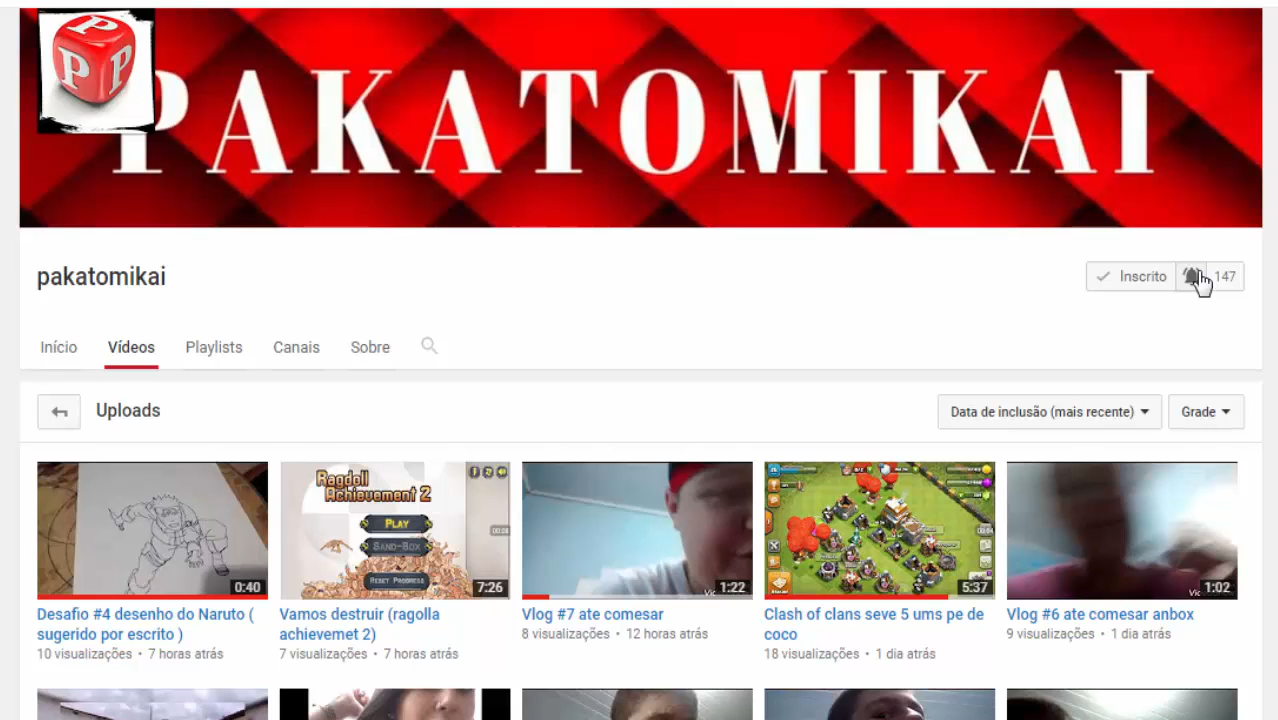 P
P P
PAKATOMIKAI
pakatomikai
Inscrito
147
Início
Vídeos
Playlists
Canais
Sobre
Uploads
Data de inclusão (mais recente)
Grade
0:40
Ragdoll
Achievement 2
PLAY
SAND-BOX
RESET PROGRESS
7:26
1:22
5:37
1:02
Desafio #4 desenho do Naruto (
sugerido por escrito )
10 visualizações • 7 horas atrás
Vamos destruir (ragolla
achievemet 2)
7 visualizações • 7 horas atrás
Vlog #7 ate comesar
8 visualizações • 12 horas atrás
Clash of clans seve 5 ums pe de
coco
18 visualizações • 1 dia atrás
Vlog #6 ate comesar anbox
9 visualizações • 1 dia atrás